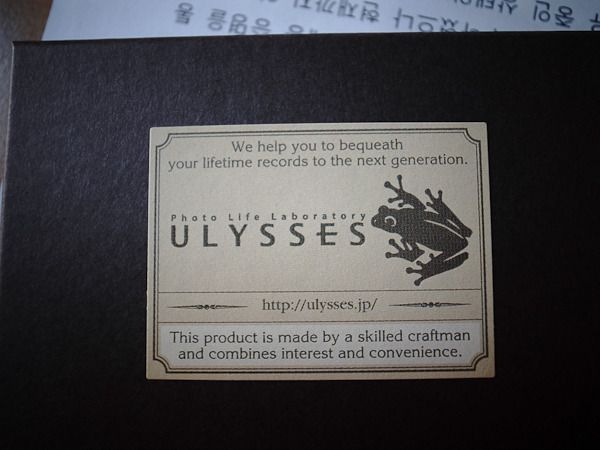 We help you to bequeath
your lifetime records to the next generation.
Photo Life Laboratory
ULYSSES
http://ulysses.jp/
This product is made by a skilled craftman
and combines interest and convenience.